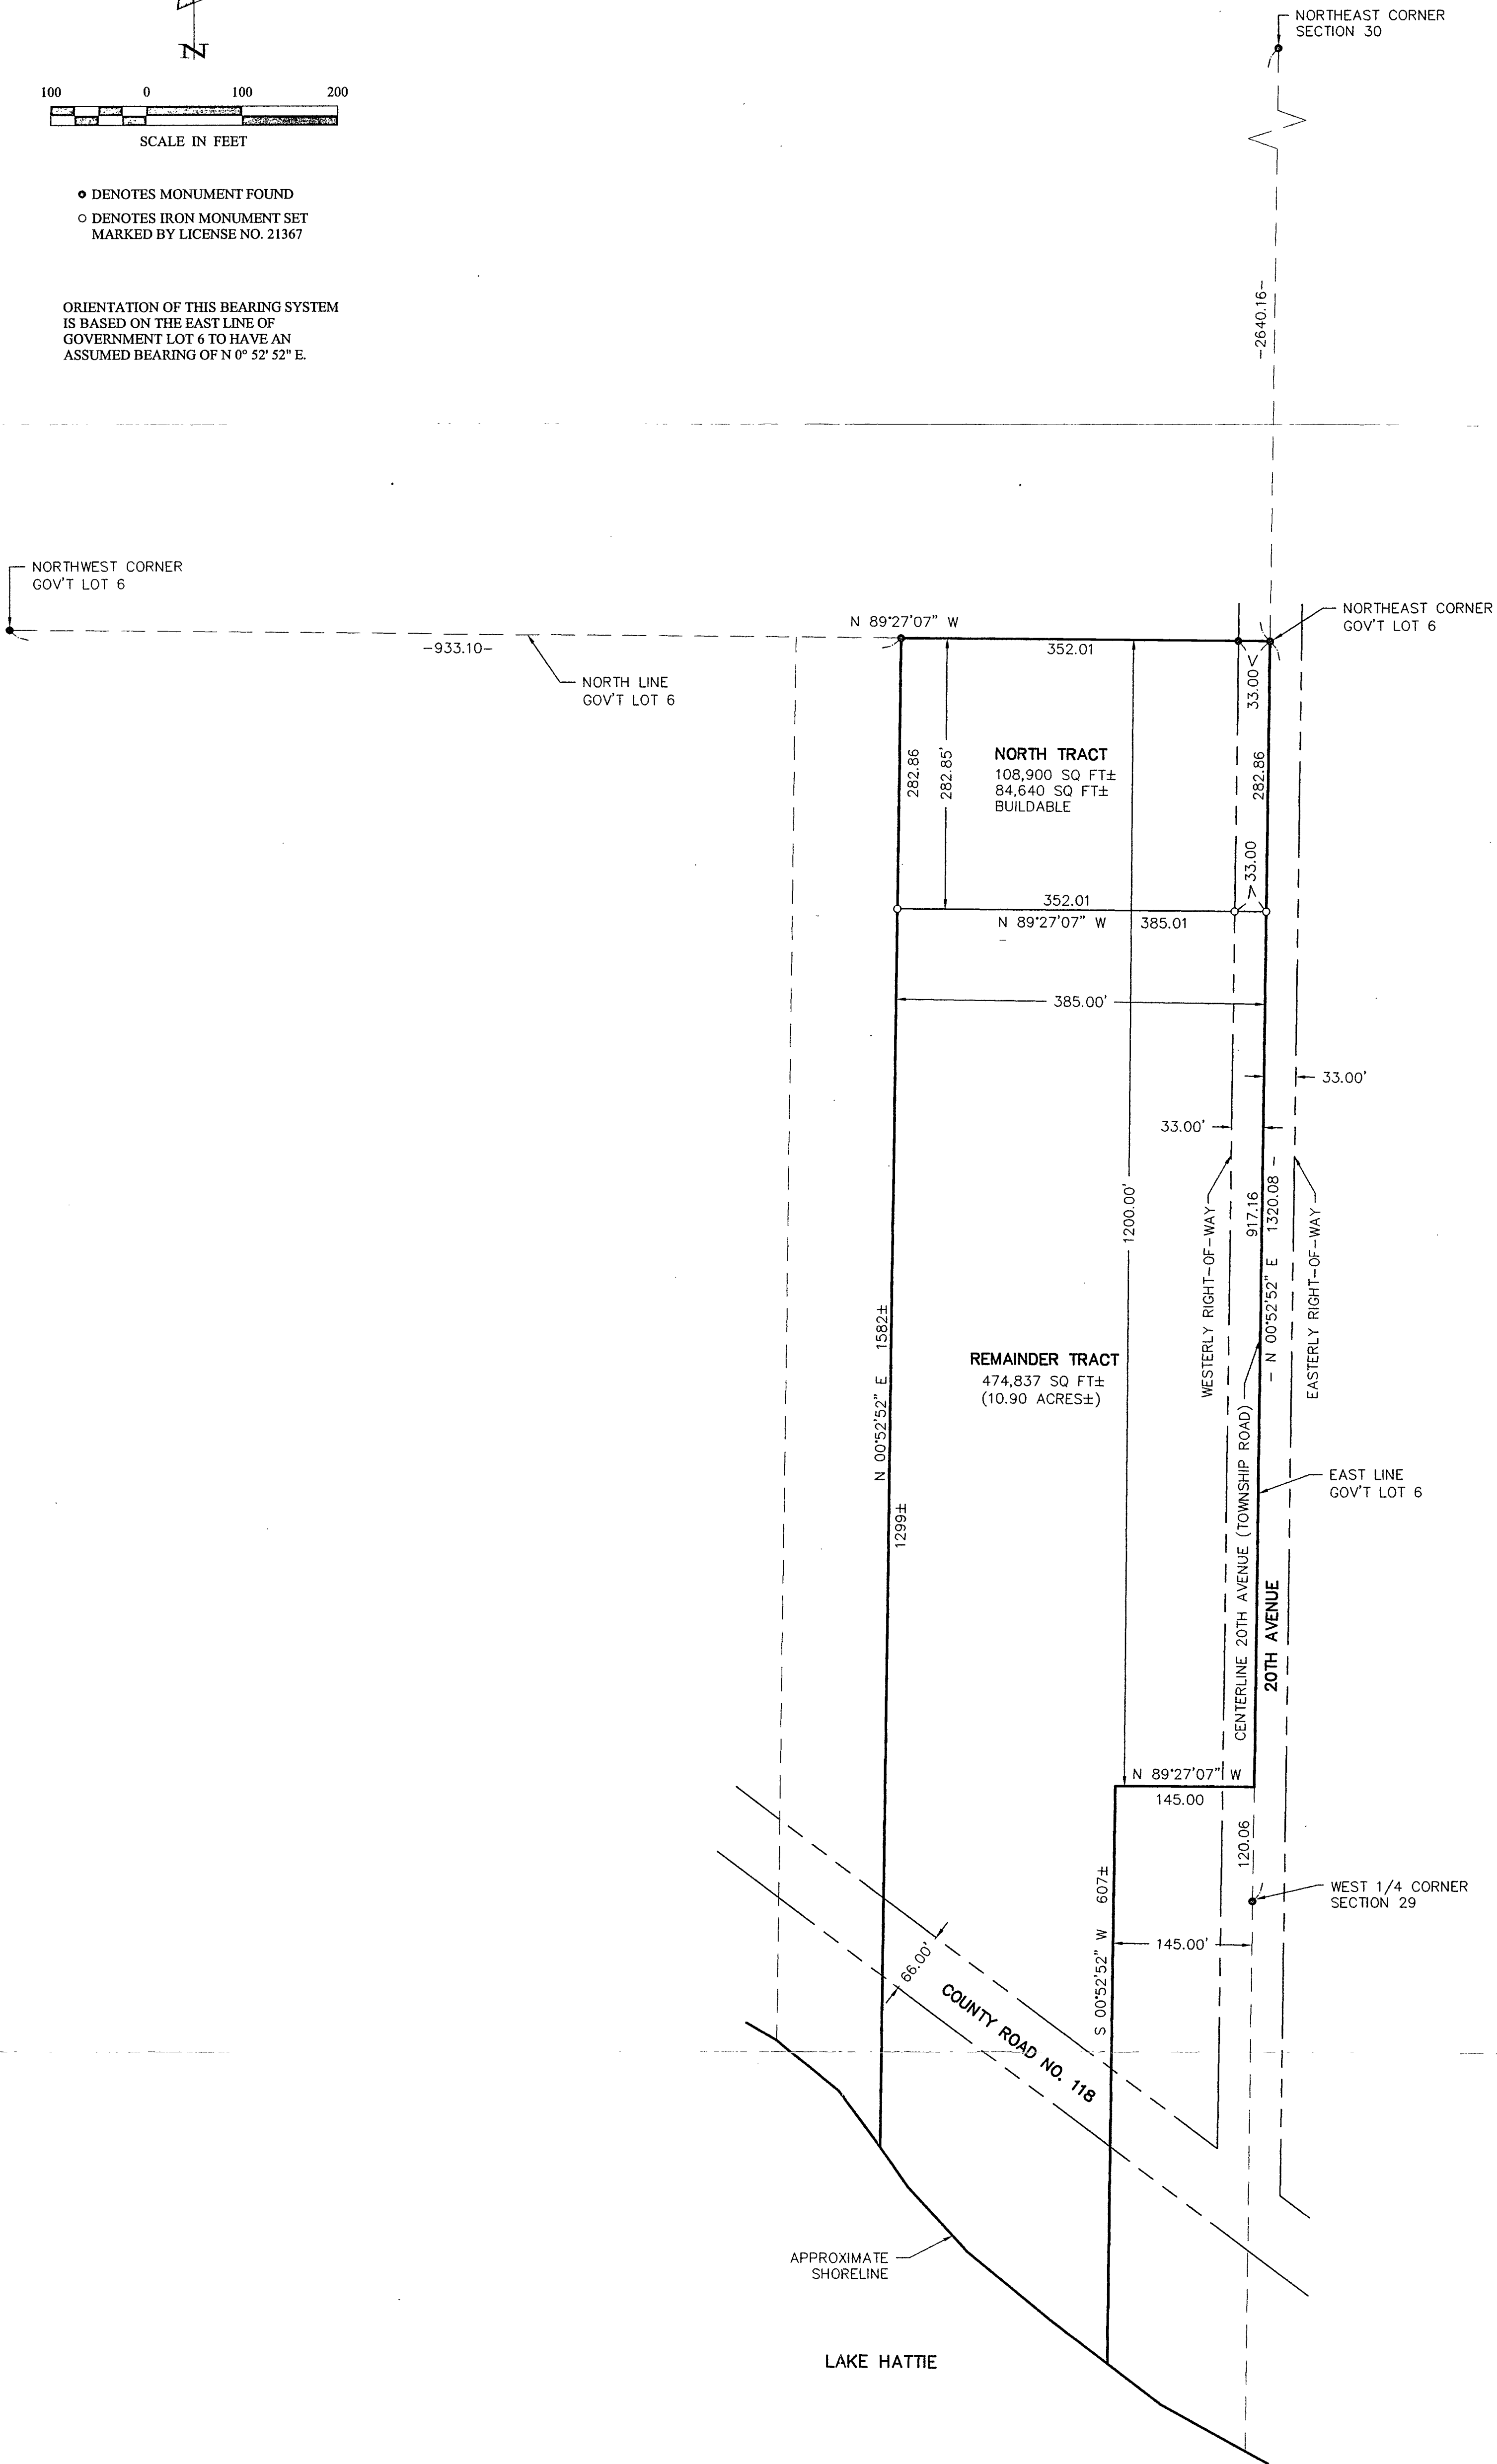 N
100 0 100 200
SCALE IN FEET
DENOTES MONUMENT FOUND
DENOTES IRON MONUMENT SET
MARKED BY LICENSE NO. 21367
ORIENTATION OF THIS BEARING SYSTEM
IS BASED ON THE EAST LINE OF
GOVERNMENT LOT 6 TO HAVE AN
ASSUMED BEARING OF N 0° 52' 52" E.
NORTHEAST CORNER
SECTION 30
-2640.16-
NORTHWEST CORNER
GOV'T LOT 6
-933.10-
NORTH LINE
GOV'T LOT 6
N 89°27'07" W
352.01
NORTHEAST CORNER
GOV'T LOT 6
33.00
282.86
282.85'
NORTH TRACT
108,900 SQ FT±
84,640 SQ FT±
BUILDABLE
282.86
33.00
352.01
N 89°27'07" W 385.01
385.00'
33.00'
33.00'
1200.00'
WESTERLY RIGHT-OF-WAY
917.16
- N 00°52'52" E 1320.08 -
EASTERLY RIGHT-OF-WAY
N 00°52'52" E 1582±
1299±
REMAINDER TRACT
474,837 SQ FT±
(10.90 ACRES±)
CENTERLINE 20TH AVENUE (TOWNSHIP ROAD)
EAST LINE
GOV'T LOT 6
20TH AVENUE
N 89°27'07" W
145.00
120.06
WEST 1/4 CORNER
SECTION 29
S 00°52'52" W 607±
145.00'
66.00'
COUNTY ROAD NO. 118
APPROXIMATE
SHORELINE
LAKE HATTIE